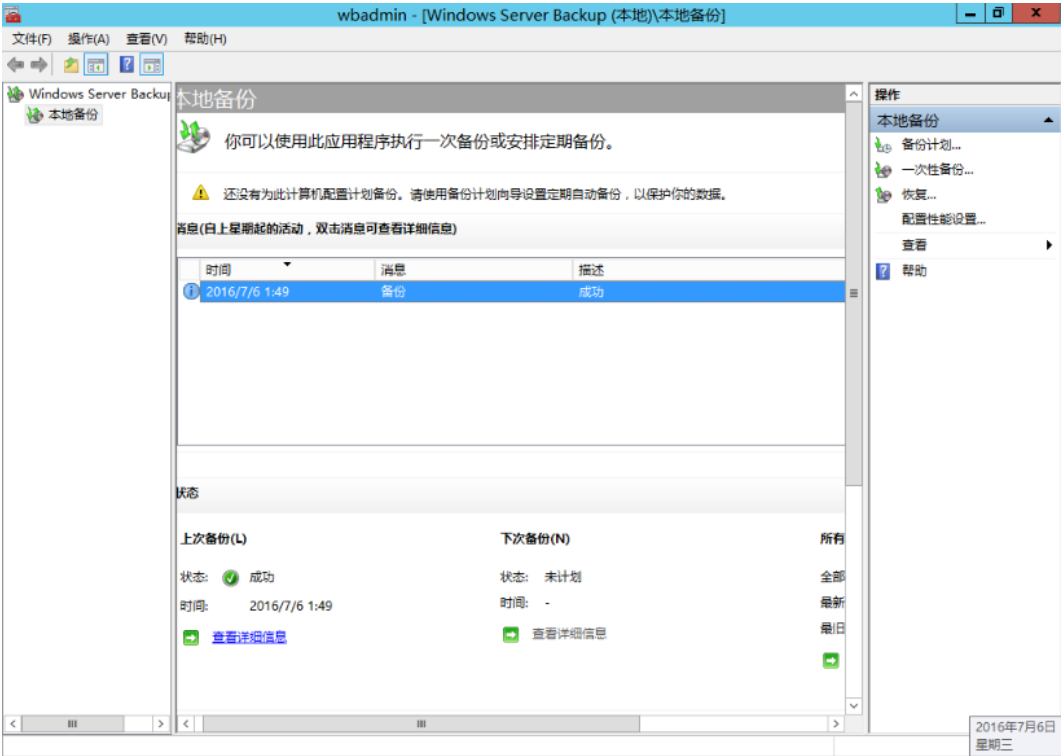 wbadmin - [Windows Server Backup (本地)\本地备份]
文件(F) 操作(A) 查看(V) 帮助(H)
Windows Server Backup
本地备份
本地备份
你可以使用此应用程序执行一次备份或安排定期备份。
还没有为此计算机配置计划备份。请使用备份计划向导设置定期自动备份，以保护你的数据。
消息(自上星期起的活动，双击消息可查看详细信息)
时间 消息 描述
2016/7/6 1:49 备份 成功
状态
上次备份(L)
状态: 成功
时间: 2016/7/6 1:49
查看详细信息
下次备份(N)
状态: 未计划
时间: -
查看详细信息
所有
全部
最新
最旧
操作
本地备份
备份计划...
一次性备份...
恢复...
配置性能设置...
查看
帮助
2016年7月6日
星期三